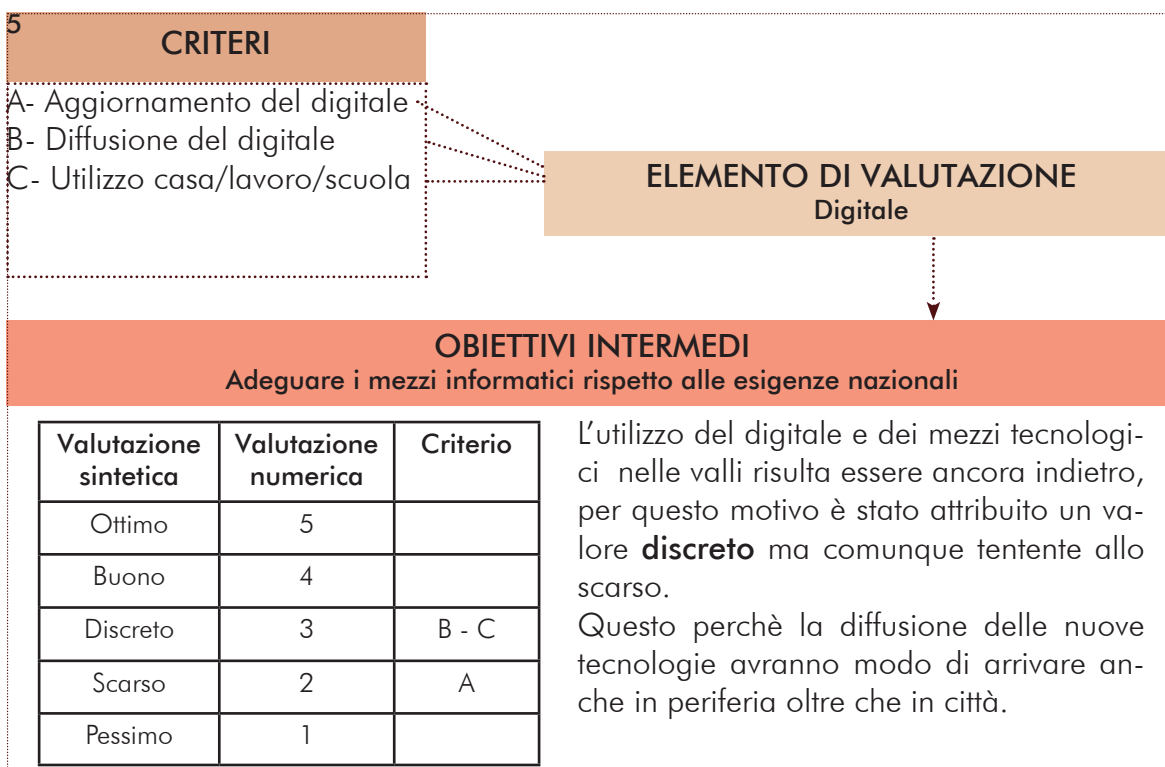 5
CRITERI
A- Aggiornamento del digitale
B- Diffusione del digitale
C- Utilizzo casa/lavoro/scuola
ELEMENTO DI VALUTAZIONE
Digitale
OBIETTIVI INTERMEDI
Adeguare i mezzi informatici rispetto alle esigenze nazionali
Valutazione sintetica Valutazione numerica Criterio
Ottimo 5
Buono 4
Discreto 3 B - C
Scarso 2 A
Pessimo 1
L'utilizzo del digitale e dei mezzi tecnologi-
ci nelle valli risulta essere ancora indietro,
per questo motivo è stato attribuito un va-
lore discreto ma comunque tentente allo
scarso.
Questo perchè la diffusione delle nuove
tecnologie avranno modo di arrivare an-
che in periferia oltre che in città.